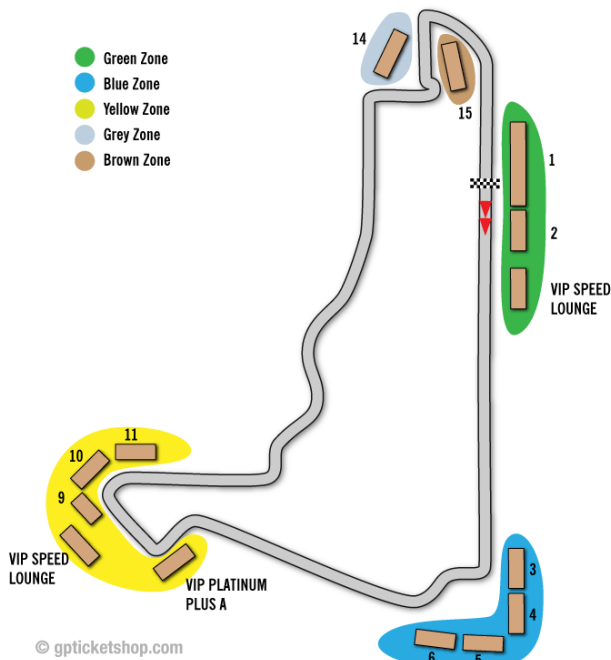 14
Green Zone
Blue Zone
Yellow Zone
Grey Zone
Brown Zone
15
1
2
VIP SPEED
LOUNGE
11
10
9
VIP SPEED
LOUNGE
VIP PLATINUM
PLUS A
3
4
6
5
© gpticketshop.com